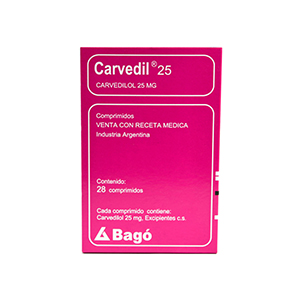 Carvedil® 25
CARVEDILOL 25 MG
Comprimidos
VENTA CON RECETA MEDICA
Industria Argentina
Contenido:
28 comprimidos
Cada comprimido contiene:
Carvedilol 25 mg, Excipientes c.s.
Bagó